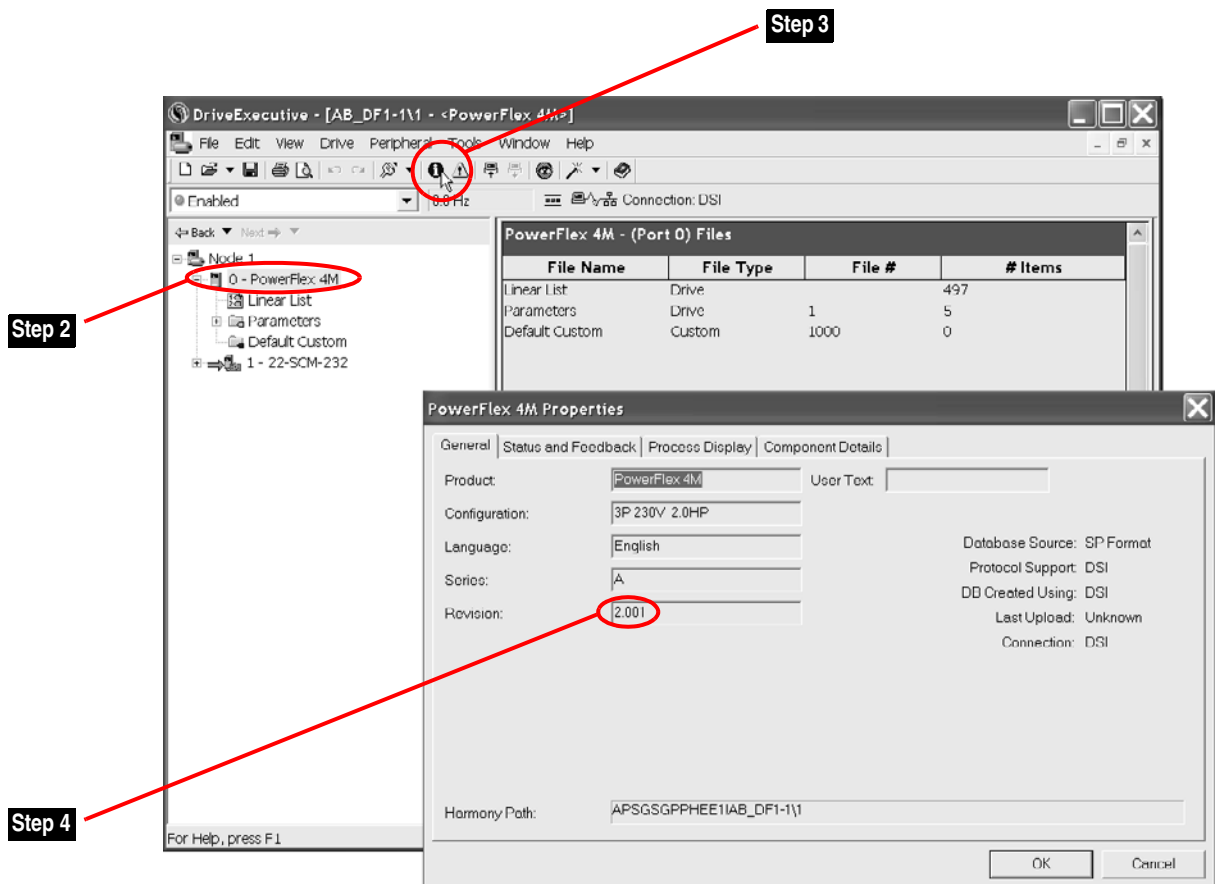 Step 3
DriveExecutive - [AB_DF1-1\1 - <PowerFlex 4M>]
File Edit View Drive Peripheral Tools Window Help
Enabled
0.0 Hz
Connection: DSI
Back Next
Node 1
0 - PowerFlex 4M
Linear List
Parameters
Default Custom
1 - 22-SCM-232
Step 2
PowerFlex 4M - (Port 0) Files
File Name File Type File # # Items
Linear List Drive 497
Parameters Drive 1 5
Default Custom Custom 1000 0
PowerFlex 4M Properties
General Status and Feedback Process Display Component Details
Product: PowerFlex 4M User Text:
Configuration: 3P 230V 2.0HP
Language: English
Series: A
Revision: 2.001
Database Source: SP Format
Protocol Support: DSI
DB Created Using: DSI
Last Upload: Unknown
Connection: DSI
Step 4
Harmony Path:
For Help, press F1
OK Cancel